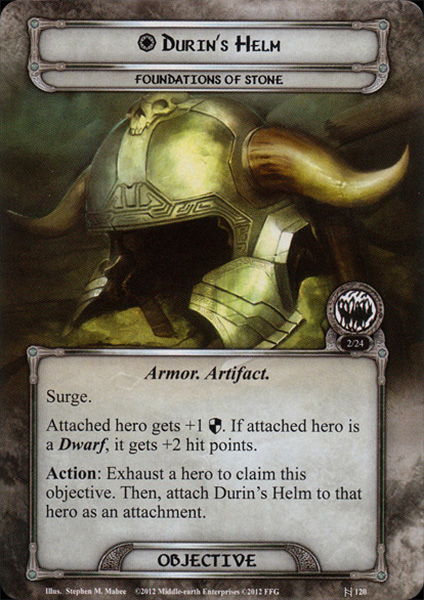 Durin's Helm
Foundations of Stone
2/24
Armor. Artifact.
Surge.
Attached hero gets +1 . If attached hero is
a Dwarf, it gets +2 hit points.
Action: Exhaust a hero to claim this
objective. Then, attach Durin's Helm to that
hero as an attachment.
OBJECTIVE
Illus. Stephen M. Mabee ©2012 Middle-earth Enterprises ©2012 FFG 120